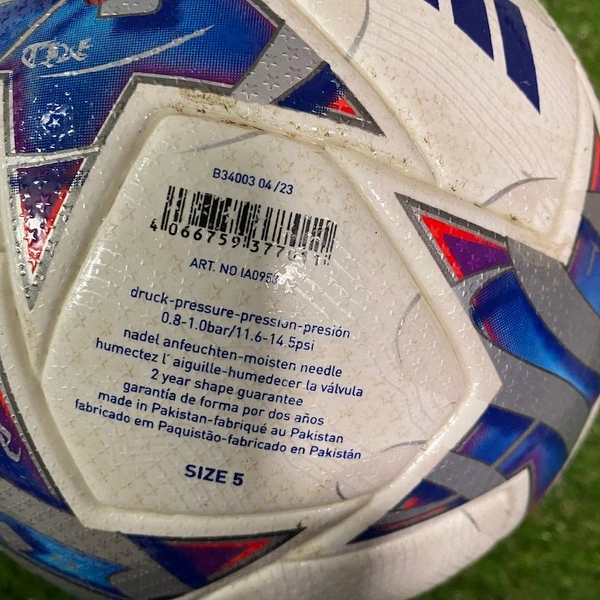 B34003 04/23
ART. NO
druck-pressure-pression-presión
0.8-1.0bar/11.6-14.5psi
nadel anfeuchten-moisten needle
humectez l' aiguille-humedecer la válvula
2 year shape guarantee
garantía de forma por dos años
made in Pakistan-fabriqué au Pakistan
fabricado em Paquistão-fabricado en Pakistán
SIZE 5